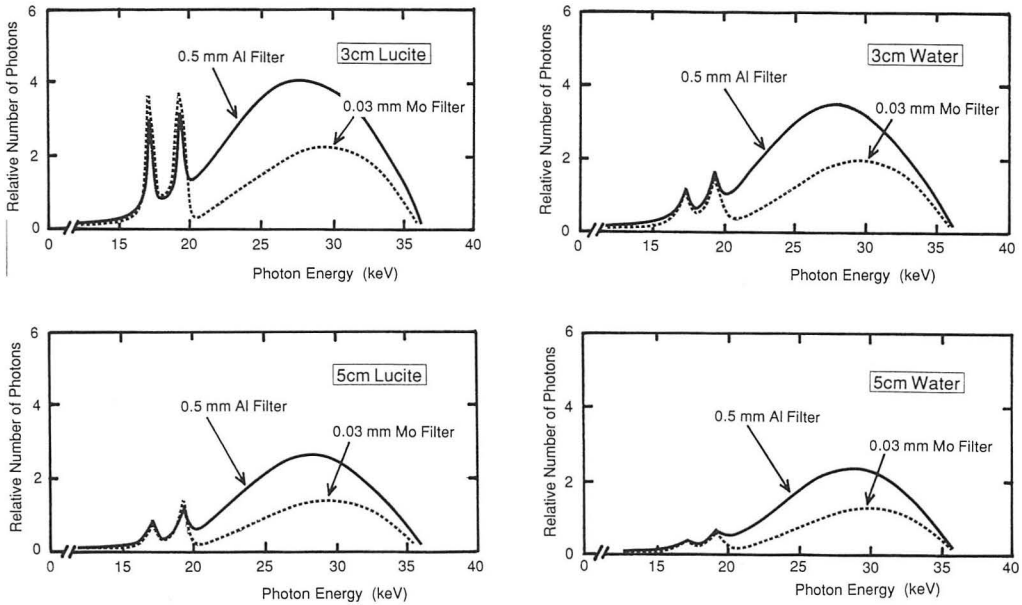 Relative Number of Photons
6
4
2
0
0.5 mm Al Filter
3cm Lucite
0.03 mm Mo Filter
0 15 20 25 30 35 40
Photon Energy (keV)
Relative Number of Photons
6
4
2
0
0.5 mm Al Filter
3cm Water
0.03 mm Mo Filter
0 15 20 25 30 35 40
Photon Energy (keV)
Relative Number of Photons
6
4
2
0
0.5 mm Al Filter
5cm Lucite
0.03 mm Mo Filter
0 15 20 25 30 35 40
Photon Energy (keV)
Relative Number of Photons
6
4
2
0
0.5 mm Al Filter
5cm Water
0.03 mm Mo Filter
0 15 20 25 30 35 40
Photon Energy (keV)